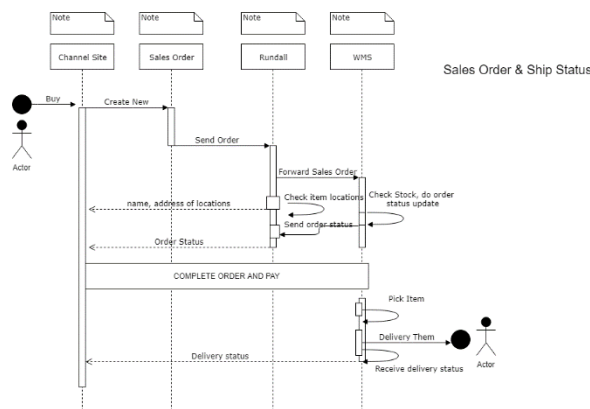 Note
Note
Note
Note
Channel Site
Sales Order
Rundall
WMS
Sales Order & Ship Status
Buy
Create New
Actor
Send Order
Forward Sales Order
Check item locations
Check Stock, do order
status update
name, address of locations
Send order status
Order Status
COMPLETE ORDER AND PAY
Pick Item
Delivery Them
Delivery status
Receive delivery status
Actor